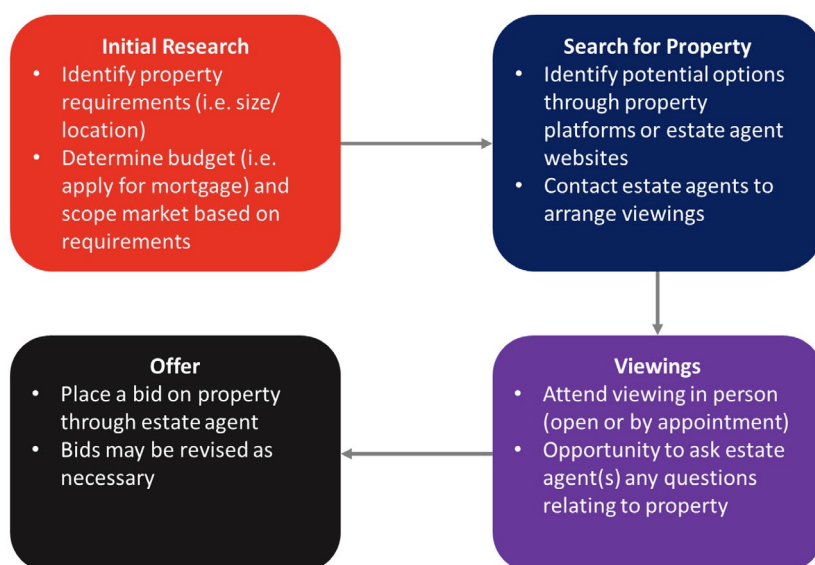 Initial Research
• Identify property
requirements (i.e. size/
location)
• Determine budget (i.e.
apply for mortgage) and
scope market based on
requirements
Search for Property
• Identify potential options
through property
platforms or estate agent
websites
• Contact estate agents to
arrange viewings
Viewings
• Attend viewing in person
(open or by appointment)
• Opportunity to ask estate
agent(s) any questions
relating to property
Offer
• Place a bid on property
through estate agent
• Bids may be revised as
necessary